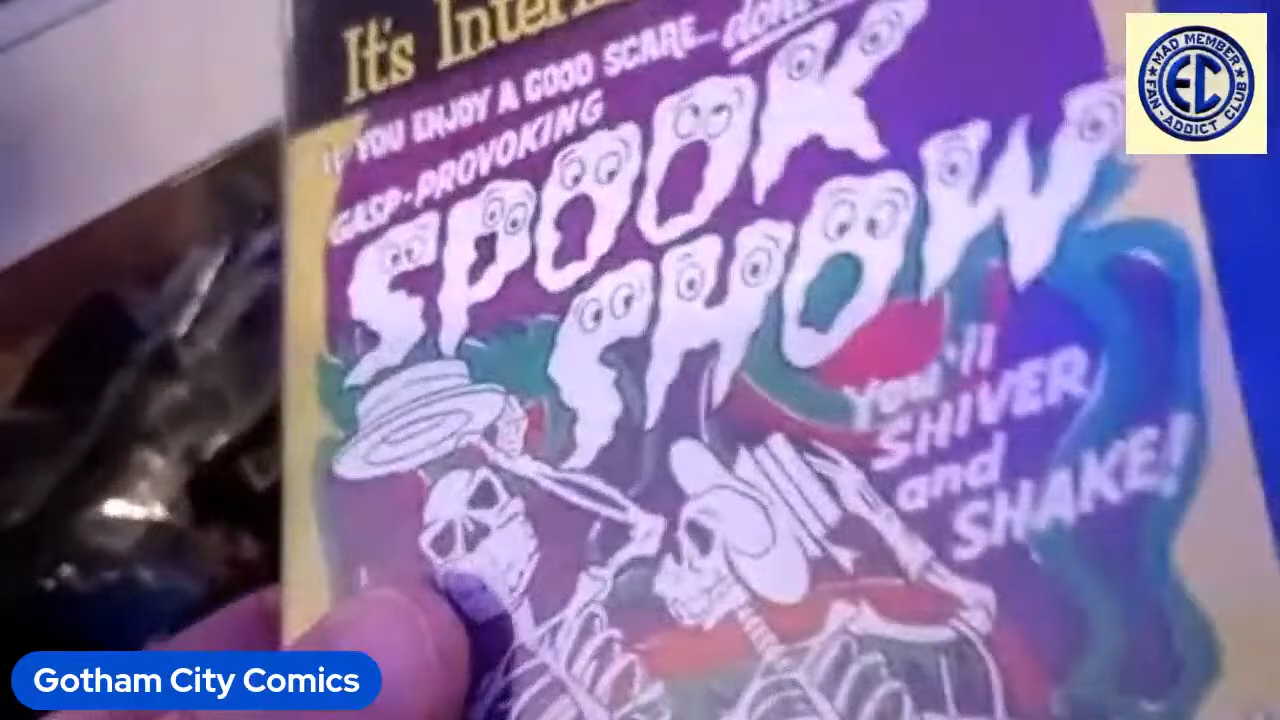 It's
IF YOU ENJOY A GOOD SCARE...
GASP-PROVOKING
SPOOK
SHOW
You'll
SHIVER
and
SHAKE!
MAD MEMBER
EC
FAN-ADDICT CLUB
Gotham City Comics